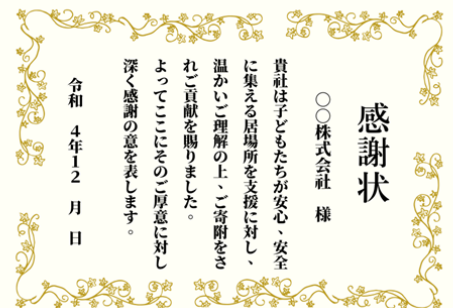 感謝状
〇〇株式会社 様
貴社は子どもたちが安心、安全
に集える居場所を支援に対し、
温かいご理解の上、ご寄附をさ
れご貢献を賜りました。
よってここにそのご厚意に対し
深く感謝の意を表します。
令和 4年12 月 日